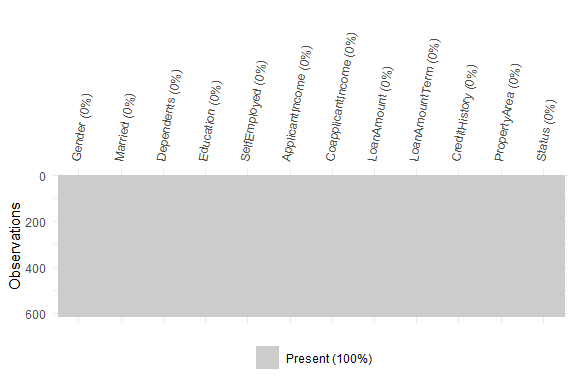 Gender (0%)
Married (0%)
Dependents (0%)
Education (0%)
SelfEmployed (0%)
ApplicantIncome (0%)
CoapplicantIncome (0%)
LoanAmount (0%)
LoanAmountTerm (0%)
CreditHistory (0%)
PropertyArea (0%)
Status (0%)
0
200
400
600
Observations
Present (100%)